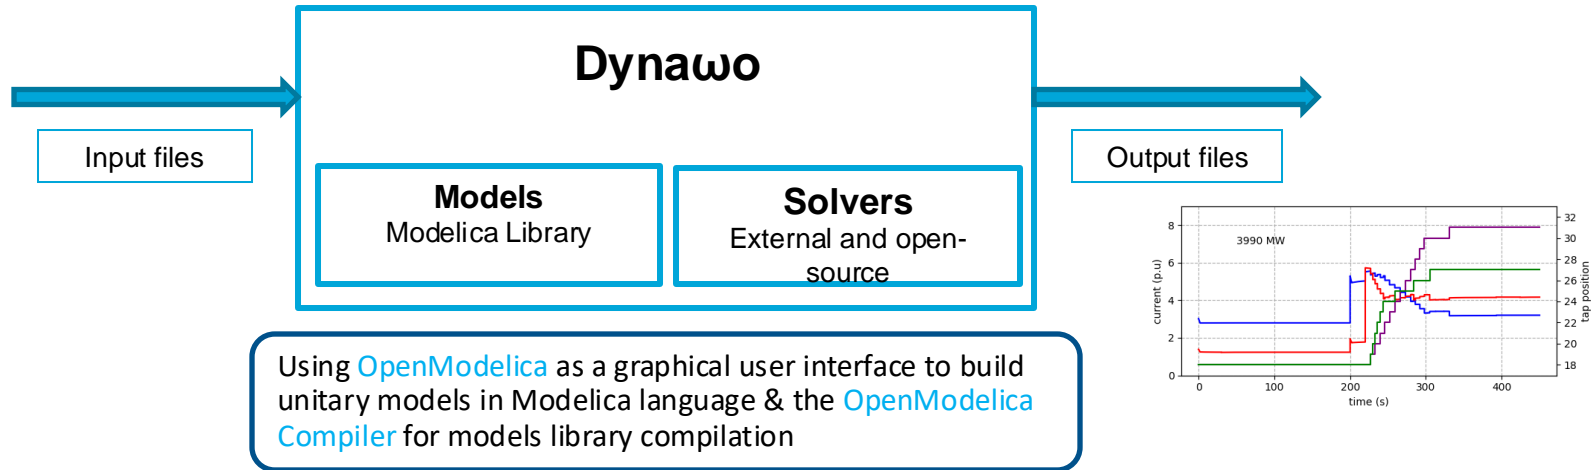 Dynaωo
Input files
Output files
Models
Modelica Library
Solvers
External and open-
source
Using OpenModelica as a graphical user interface to build
unitary models in Modelica language & the OpenModelica
Compiler for models library compilation
3990 MW
current (p.u)
8
6
4
2
0
0
100
200
300
400
time (s)
32
30
28
26
24
22
20
18
tap position